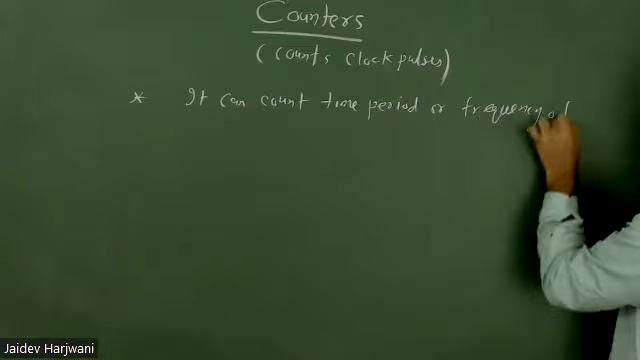 Counters
(Counts Clock pulses)
* It can count time period or frequency of
Jaidev Harjwani